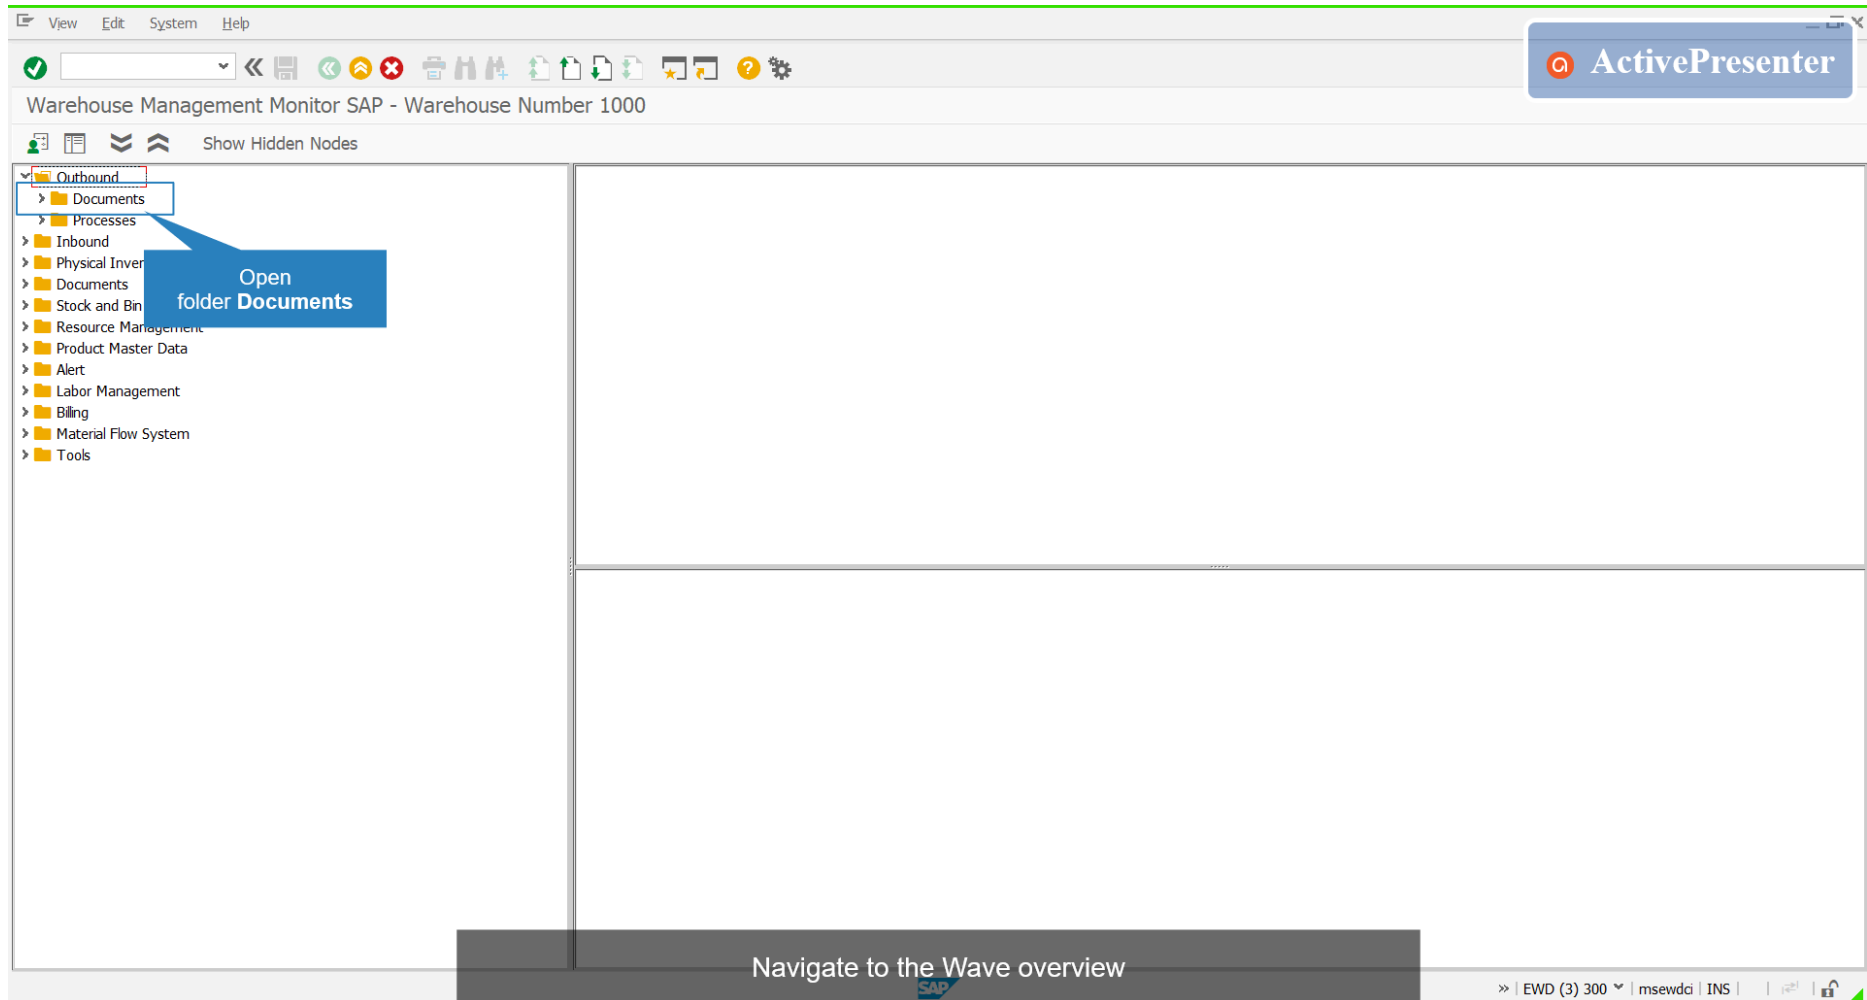 View Edit System Help
ActivePresenter
Warehouse Management Monitor SAP - Warehouse Number 1000
Show Hidden Nodes
Outbound
Documents
Processes
Inbound
Physical Inver
Documents
Stock and Bin
Resource Management
Product Master Data
Alert
Labor Management
Billing
Material Flow System
Tools
Open
folder Documents
Navigate to the Wave overview
SAP
EWD (3) 300 msewdci INS